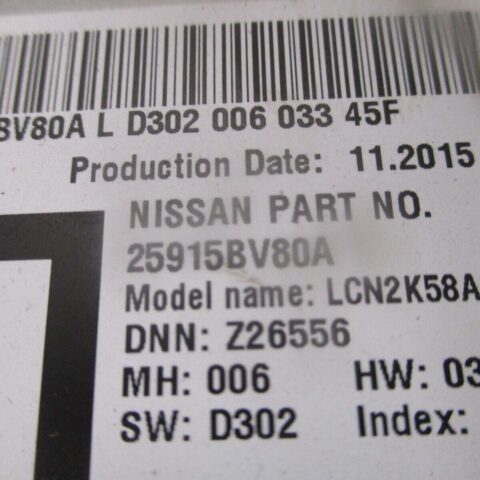 BV80A L D302 006 033 45F
Production Date: 11.2015
NISSAN PART NO.
25915BV80A
Model name: LCN2K58A
DNN: Z26556
MH: 006 HW: 03
SW: D302 Index: